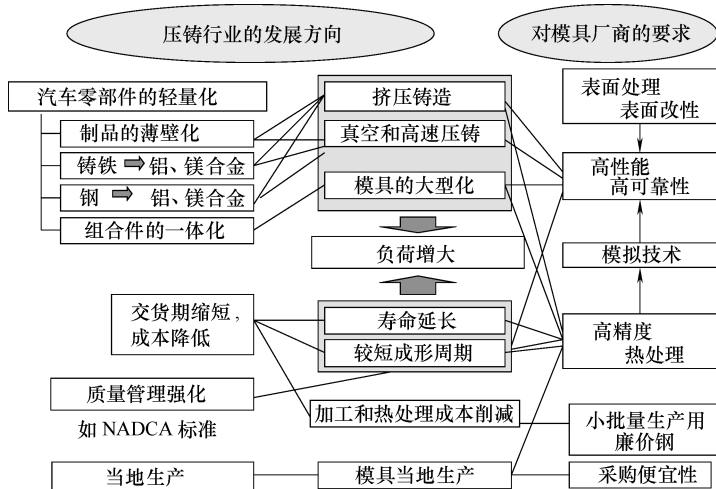 压铸行业的发展方向
对模具厂商的要求
汽车零部件的轻量化
制品的薄壁化
铸铁 铝、镁合金
钢 铝、镁合金
组合件的一体化
挤压铸造
真空和高速压铸
模具的大型化
负荷增大
表面处理
表面改性
高性能
高可靠性
模拟技术
高精度
热处理
交货期缩短，
成本降低
寿命延长
较短成形周期
质量管理强化
如 NADCA 标准
加工和热处理成本削减
小批量生产用
廉价钢
当地生产
模具当地生产
采购便宜性